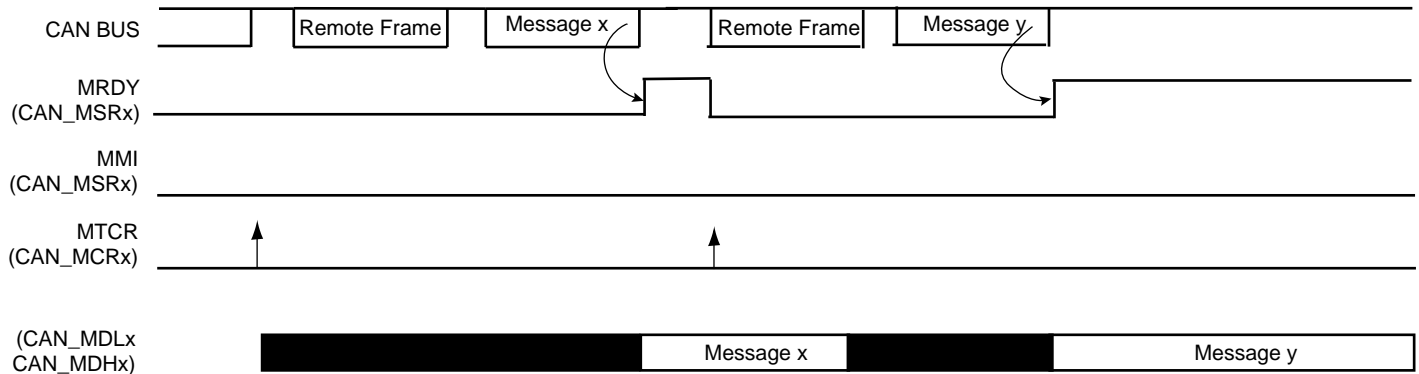 CAN BUS
Remote Frame
Message x
Remote Frame
Message y
MRDY
(CAN_MSRx)
MMI
(CAN_MSRx)
MTCR
(CAN_MCRx)
(CAN_MDLx
CAN_MDHx)
Message x
Message y